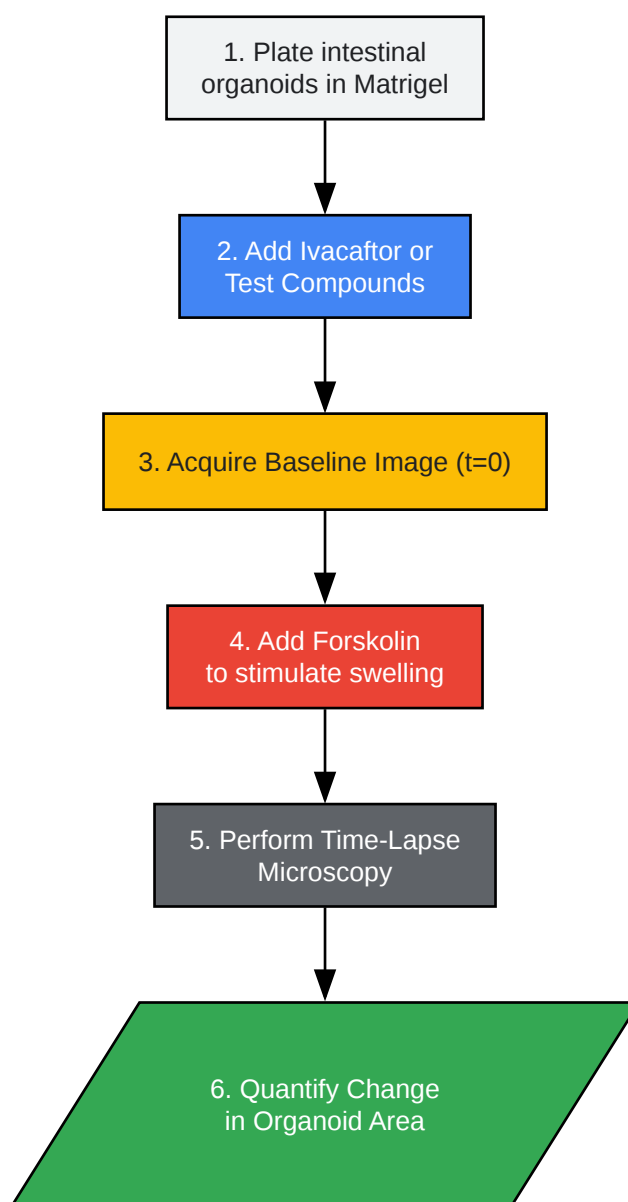 1. Plate intestinal
organoids in Matrigel
2. Add Ivacaftor or
Test Compounds
3. Acquire Baseline Image (t=0)
4. Add Forskolin
to stimulate swelling
5. Perform Time-Lapse
Microscopy
6. Quantify Change
in Organoid Area